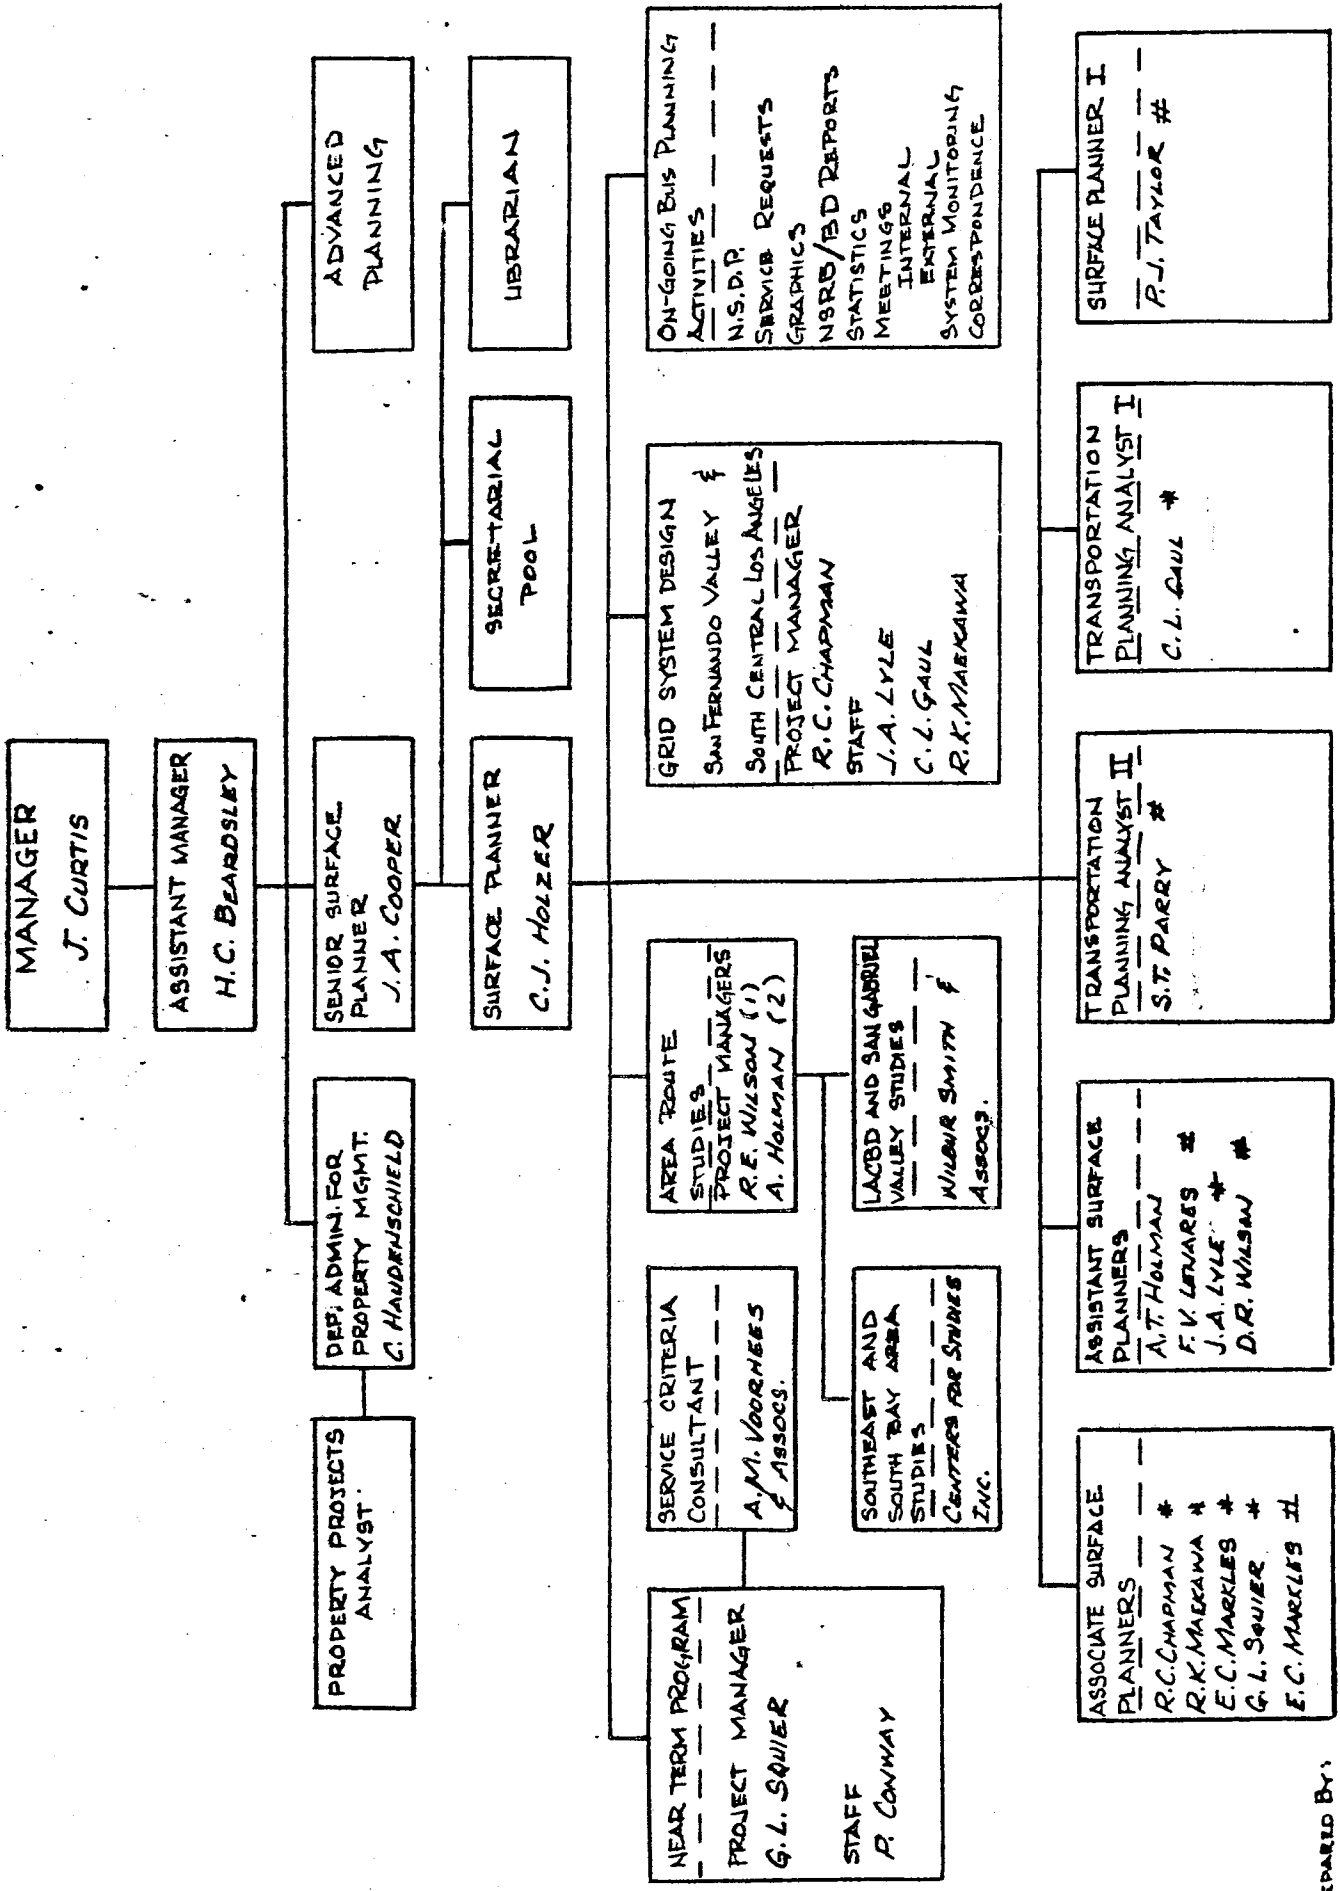 MANAGER
J. CURTIS
ASSISTANT MANAGER
H.C. BEARDSLEY
PROPERTY PROJECTS
ANALYST
DEP. ADMIN. FOR
PROPERTY MGMT.
C. HAUDENSCHIELD
SENIOR SURFACE
PLANNER
J.A. COOPER
ADVANCED
PLANNING
SURFACE PLANNER
C.J. HOLZER
SECRETARIAL
POOL
LIBRARIAN
NEAR TERM PROGRAM
PROJECT MANAGER
G.L. SQUIER
STAFF
P. CONWAY
SERVICE CRITERIA
CONSULTANT
A.M. VOORHEES
& ASSOCS.
AREA ROUTE
STUDIES
PROJECT MANAGERS
R.E. WILSON (1)
A. HOLMAN (2)
GRID SYSTEM DESIGN
SAN FERNANDO VALLEY &
SOUTH CENTRAL LOS ANGELES
PROJECT MANAGER
R.C. CHAPMAN
STAFF
J.A. LYLE
C.L. GAUL
R.K. MAEKAWA
ON-GOING BUS PLANNING
ACTIVITIES
N.S.D.P.
SERVICE REQUESTS
GRAPHICS
NSRB/BD REPORTS
STATISTICS
MEETINGS
INTERNAL
EXTERNAL
SYSTEM MONITORING
CORRESPONDENCE
SOUTHEAST AND
SOUTH BAY AREA
STUDIES
CENTERS FOR STUDIES
INC.
LACBD AND SAN GABRIEL
VALLEY STUDIES
WILBUR SMITH &
ASSOCS.
ASSOCIATE SURFACE
PLANNERS
R.C. CHAPMAN #
R.K. MAEKAWA #
E.C. MARKLES #
G.L. SQUIER #
E.C. MARKLES #
ASSISTANT SURFACE
PLANNERS
A.T. HOLMAN
F.V. LENARES #
J.A. LYLE #
D.R. WILSON #
TRANSPORTATION
PLANNING ANALYST II
S.T. PARRY #
TRANSPORTATION
PLANNING ANALYST I
C.L. GAUL #
SURFACE PLANNER I
P.J. TAYLOR #
EPARED BY: